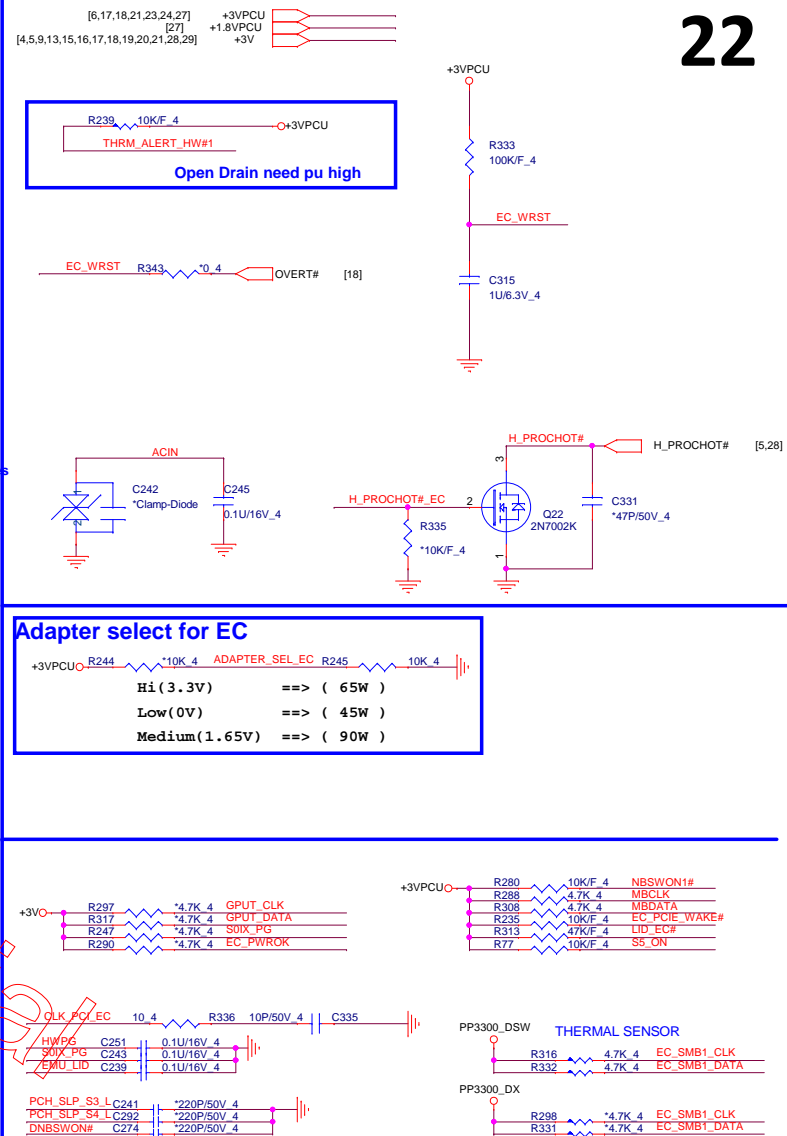 [6,17,18,21,23,24,27] +3VPCU
[27] +1.8VPCU
[4,5,9,13,15,16,17,18,19,20,21,28,29] +3V
22
+3VPCU
R239 10K/F_4 +3VPCU
THRM_ALERT_HW#1
Open Drain need pu high
R333
100K/F_4
EC_WRST
EC_WRST R343 *0_4 OVERT# [18]
C315
1U/6.3V_4
ACIN
1
2
C242
*Clamp-Diode
C245
0.1U/16V_4
s
H_PROCHOT#
H_PROCHOT# [5,28]
3
H_PROCHOT#_EC 2
1
Q22
2N7002K
C331
*47P/50V_4
R335
*10K/F_4
Adapter select for EC
+3VPCU R244 *10K_4 ADAPTER_SEL_EC R245 10K_4
Hi(3.3V) ==> ( 65W )
Low(0V) ==> ( 45W )
Medium(1.65V) ==> ( 90W )
+3V
R297 *4.7K_4 GPUT_CLK
R317 *4.7K_4 GPUT_DATA
R247 *4.7K_4 S0IX_PG
R290 *4.7K_4 EC_PWROK
+3VPCU
R280 10K/F_4 NBSWON1#
R288 4.7K_4 MBCLK
R308 4.7K_4 MBDATA
R235 10K/F_4 EC_PCIE_WAKE#
R313 47K/F_4 LID_EC#
R77 10K/F_4 S5_ON
CLK_PCI_EC 10_4 R336 10P/50V_4 C335
HWPG C251 0.1U/16V_4
S0IX_PG C243 0.1U/16V_4
EMU_LID C239 0.1U/16V_4
PCH_SLP_S3_L C241 *220P/50V_4
PCH_SLP_S4_L C292 *220P/50V_4
DNBSWON# C274 *220P/50V_4
PP3300_DSW
THERMAL SENSOR
R316 4.7K_4 EC_SMB1_CLK
R332 4.7K_4 EC_SMB1_DATA
PP3300_DX
R298 *4.7K_4 EC_SMB1_CLK
R331 *4.7K_4 EC_SMB1_DATA